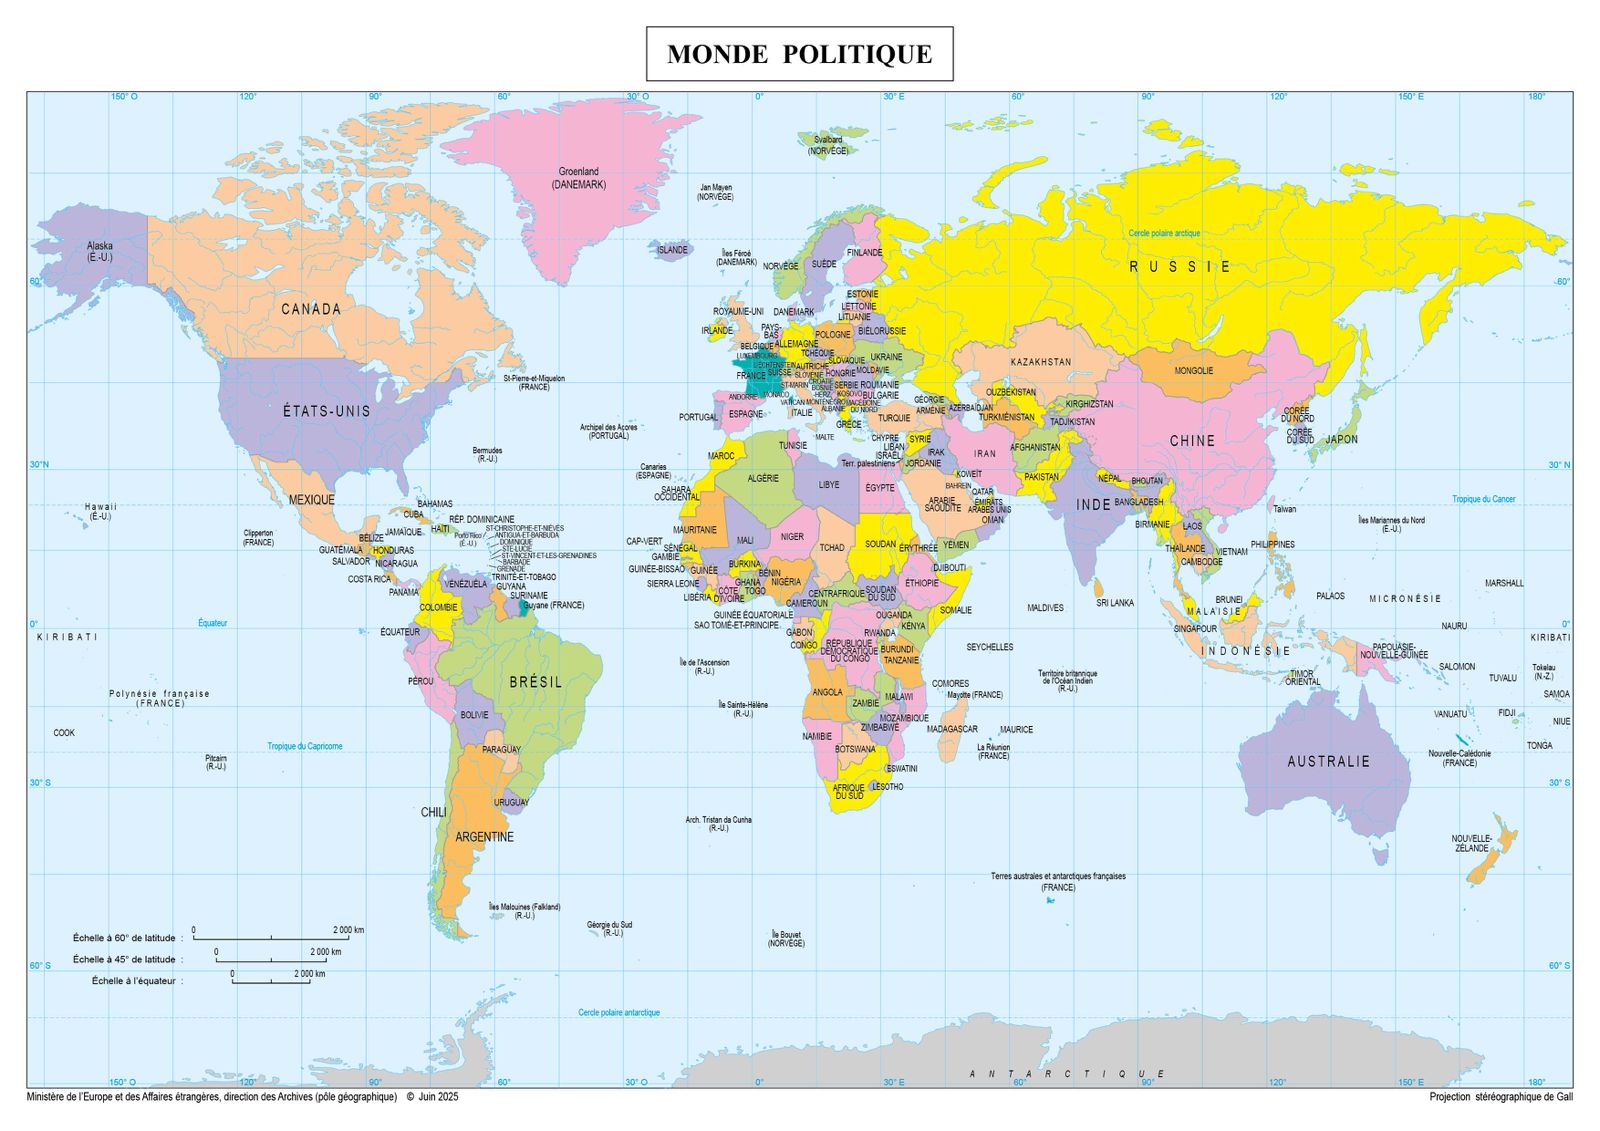 MONDE POLITIQUE
150° O
120°
90°
60°
30° O
0°
30° E
60°
90°
120°
150° E
180°
Svalbard
(NORVÈGE)
Groenland
(DANEMARK)
Jan Mayen
(NORVÈGE)
Cercle polaire arctique
Alaska
(É.-U.)
ISLANDE
Îles Féroé
(DANEMARK)
NORVÈGE
SUÈDE
FINLANDE
RUSSIE
60°
60°
CANADA
ESTONIE
LETTONIE
LITUANIE
ROYAUME-UNI
DANEMARK
IRLANDE
PAYS-
BAS
BIÉLORUSSIE
POLOGNE
BELGIQUE
ALLEMAGNE
LUXEMBOURG
TCHÉQUIE
UKRAINE
SLOVAQUIE
LIECHTENSTEIN
AUTRICHE
MOLDAVIE
FRANCE
SUISSE
SLOVÉNIE
HONGRIE
CROATIE
ST-MARIN
BOSNIE
-HERZ.
SERBIE
ROUMANIE
MONACO
KOSOVO
BULGARIE
ANDORRE
VATICAN
MONTENÉGRO
MACÉDOINE
DU NORD
ALBANIE
ITALIE
ESPAGNE
PORTUGAL
GRÈCE
MALTE
KAZAKHSTAN
MONGOLIE
St-Pierre-et-Miquelon
(FRANCE)
ÉTATS-UNIS
OUZBÉKISTAN
KIRGHIZSTAN
GÉORGIE
ARMÉNIE
AZERBAÏDJAN
TURKMÉNISTAN
TADJIKISTAN
TURQUIE
CORÉE
DU NORD
CORÉE
DU SUD
JAPON
CHINE
Archipel des Açores
(PORTUGAL)
CHYPRE
LIBAN
ISRAËL
SYRIE
IRAK
IRAN
AFGHANISTAN
Terr. palestiniens
JORDANIE
KOWEÏT
PAKISTAN
NÉPAL
BHOUTAN
TUNISIE
MAROC
ALGÉRIE
LIBYE
ÉGYPTE
Bermudes
(R.-U.)
Canaries
(ESPAGNE)
30°N
30° N
SAHARA
OCCIDENTAL
BAHREIN
QATAR
ÉMIRATS
ARABES UNIS
ARABIE
SAOUDITE
OMAN
INDE
BANGLADESH
BIRMANIE
LAOS
Taïwan
Tropique du Cancer
Hawaii
(É.-U.)
MEXIQUE
BAHAMAS
CUBA
RÉP. DOMINICAINE
HAÏTI
Porto Rico
(É.-U.)
JAMAÏQUE
BÉLIZE
GUATÉMALA
HONDURAS
SALVADOR
NICARAGUA
COSTA RICA
PANAMA
Clipperton
(FRANCE)
ST-CHRISTOPHE-ET-NIÉVÈS
ANTIGUA-ET-BARBUDA
DOMINIQUE
STE-LUCIE
ST-VINCENT-ET-LES-GRENADINES
BARBADE
GRENADE
TRINITÉ-ET-TOBAGO
VÉNÉZUÉLA
GUYANA
SURINAME
Guyane (FRANCE)
COLOMBIE
MAURITANIE
MALI
NIGER
TCHAD
SOUDAN
ÉRYTHRÉE
YÉMEN
CAP-VERT
SÉNÉGAL
GAMBIE
GUINÉE-BISSAO
GUINÉE
SIERRA LEONE
LIBÉRIA
CÔTE
D'IVOIRE
BURKINA
GHANA
TOGO
BÉNIN
NIGÉRIA
DJIBOUTI
ÉTHIOPIE
CENTRAFRIQUE
SOUDAN
DU SUD
SOMALIE
CAMEROUN
GUINÉE ÉQUATORIALE
SAO TOMÉ-ET-PRINCIPE
OUGANDA
KÉNYA
GABON
CONGO
RÉPUBLIQUE
DÉMOCRATIQUE
DU CONGO
RWANDA
BURUNDI
TANZANIE
THAÏLANDE
VIETNAM
CAMBODGE
PHILIPPINES
Îles Mariannes du Nord
(É.-U.)
MARSHALL
MICRONÉSIE
PALAOS
SRI LANKA
MALDIVES
BRUNEI
MALAISIE
SINGAPOUR
INDONÉSIE
NAURU
KIRIBATI
KIRIBATI
Équateur
0°
0°
ÉQUATEUR
PÉROU
BRÉSIL
Île de l'Ascension
(R.-U.)
SEYCHELLES
Territoire britannique
de l'Océan Indien
(R.-U.)
PAPOUASIE-
NOUVELLE-GUINÉE
SALOMON
TIMOR
ORIENTAL
TUVALU
Tokelau
(N.-Z.)
SAMOA
Polynésie française
(FRANCE)
COOK
BOLIVIE
ANGOLA
ZAMBIE
MALAWI
COMORES
Mayotte (FRANCE)
Île Sainte-Hélène
(R.-U.)
MOZAMBIQUE
ZIMBABWÉ
NAMIBIE
BOTSWANA
MADAGASCAR
MAURICE
La Réunion
(FRANCE)
VANUATU
FIDJI
NIUE
TONGA
Nouvelle-Calédonie
(FRANCE)
AUSTRALIE
Tropique du Capricorne
Pitcairn
(R.-U.)
PARAGUAY
ESWATINI
LESOTHO
AFRIQUE
DU SUD
30° S
30° S
URUGUAY
CHILI
ARGENTINE
Arch. Tristan da Cunha
(R.-U.)
NOUVELLE-
ZÉLANDE
Terres australes et antarctiques françaises
(FRANCE)
Îles Malouines (Falkland)
(R.-U.)
Géorgie du Sud
(R.-U.)
Île Bouvet
(NORVÈGE)
Échelle à 60° de latitude : 0 2 000 km
Échelle à 45° de latitude : 0 2 000 km
Échelle à l'équateur : 0 2 000 km
60° S
60° S
Cercle polaire antarctique
ANTARCTIQUE
150° O
120°
90°
60°
30° O
0°
30° E
60°
90°
120°
150° E
180°
Ministère de l'Europe et des Affaires étrangères, direction des Archives (pôle géographique) © Juin 2025
Projection stéréographique de Gall